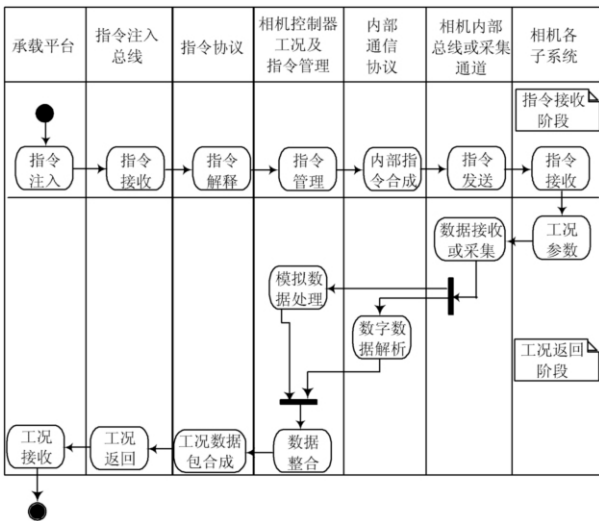 承载平台
指令注入
总线
指令协议
相机控制器
工况及
指令管理
内部
通信
协议
相机内部
总线或采集
通道
相机各
子系统
指令接收
阶段
指令
注入
指令
接收
指令
解释
指令
管理
内部指
令合成
指令
发送
指令
接收
工况
参数
数据接收
或采集
模拟数
据处理
数字数
据解析
工况返回
阶段
工况
接收
工况
返回
工况数据
包合成
数据
整合